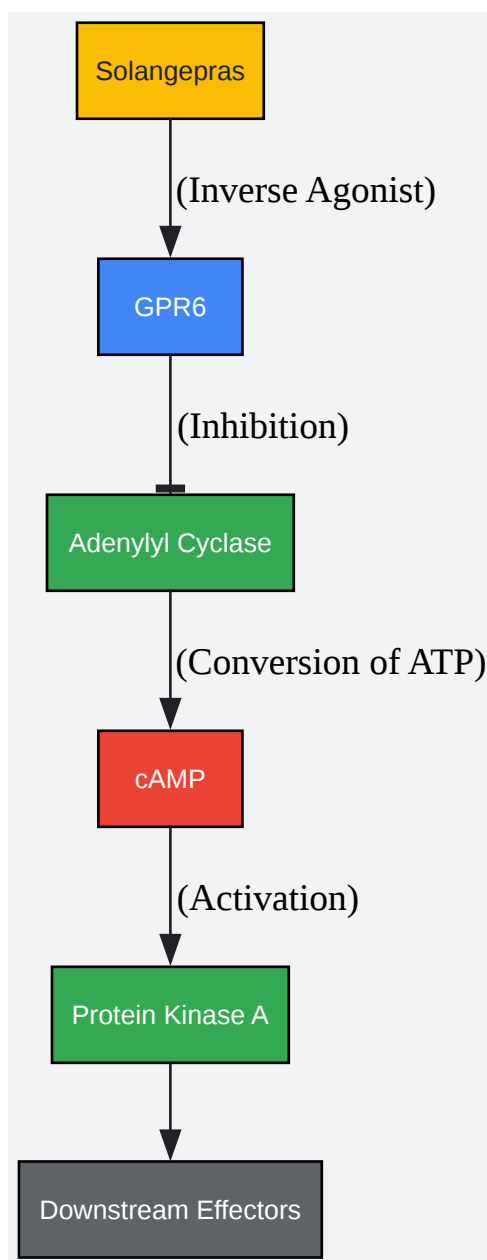 Solangepras
(Inverse Agonist)
GPR6
(Inhibition)
Adenylyl Cyclase
(Conversion of ATP)
cAMP
(Activation)
Protein Kinase A
Downstream Effectors